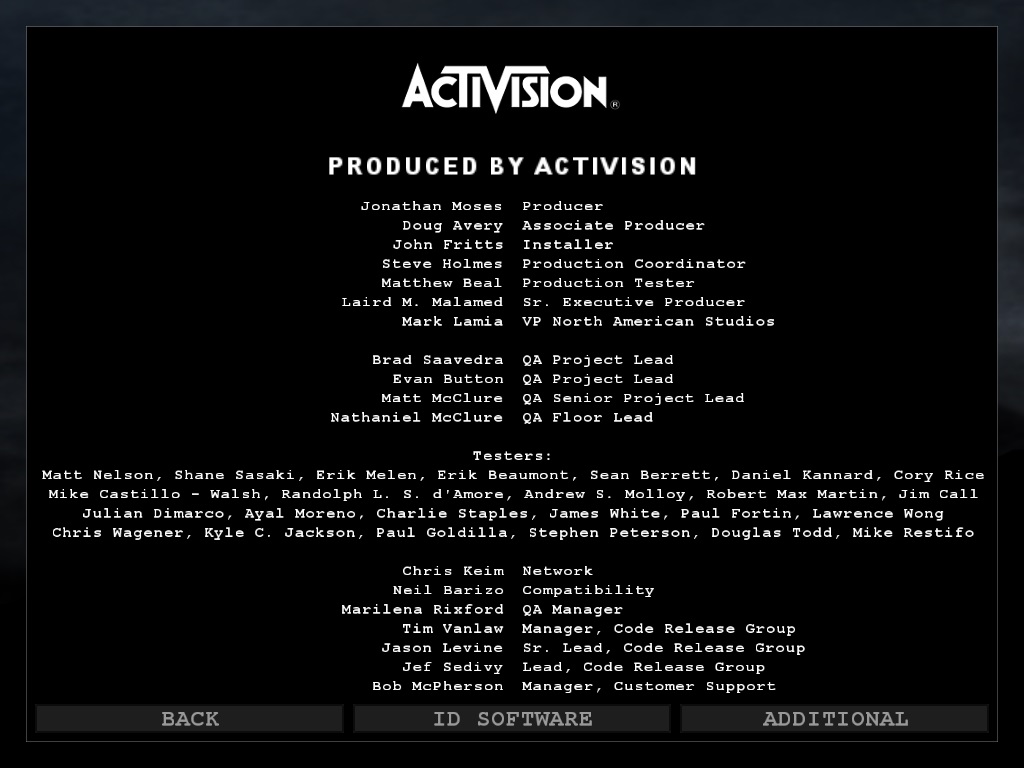 ACTIVISION®
PRODUCED BY ACTIVISION
Jonathan Moses Producer
Doug Avery Associate Producer
John Fritts Installer
Steve Holmes Production Coordinator
Matthew Beal Production Tester
Laird M. Malamed Sr. Executive Producer
Mark Lamia VP North American Studios
Brad Saavedra QA Project Lead
Evan Button QA Project Lead
Matt McClure QA Senior Project Lead
Nathaniel McClure QA Floor Lead
Testers:
Matt Nelson, Shane Sasaki, Erik Melen, Erik Beaumont, Sean Berrett, Daniel Kannard, Cory Rice
Mike Castillo - Walsh, Randolph L. S. d'Amore, Andrew S. Molloy, Robert Max Martin, Jim Call
Julian Dimarco, Ayal Moreno, Charlie Staples, James White, Paul Fortin, Lawrence Wong
Chris Wagener, Kyle C. Jackson, Paul Goldilla, Stephen Peterson, Douglas Todd, Mike Restifo
Chris Keim Network
Neil Barizo Compatibility
Marilena Rixford QA Manager
Tim Vanlaw Manager, Code Release Group
Jason Levine Sr. Lead, Code Release Group
Jef Sedivy Lead, Code Release Group
Bob McPherson Manager, Customer Support
BACK ID SOFTWARE ADDITIONAL